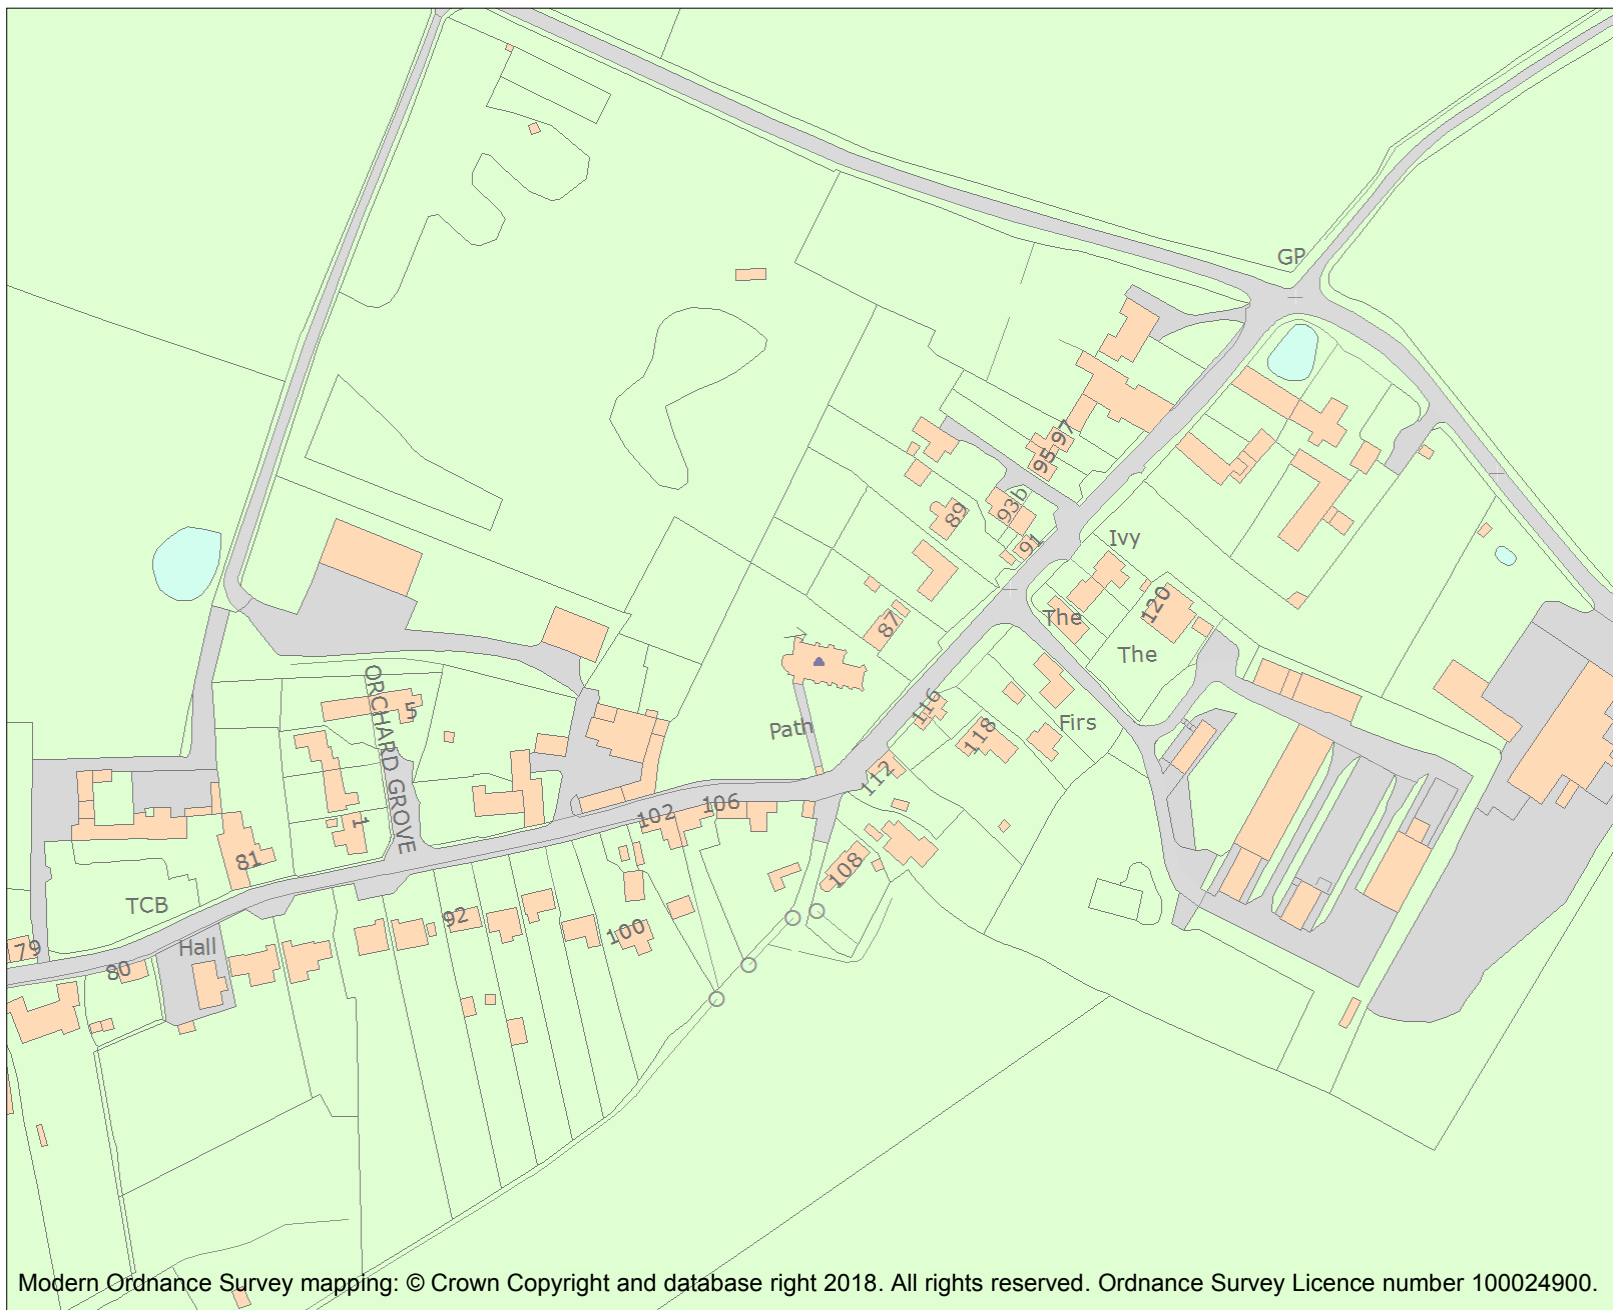 GP
97
95
93b
89
91
Ivy
120
The
87
The
ORCHARD GROVE
5
116
Path
118
Firs
112
102
106
1
81
108
TCB
92
100
Hall
79
80
Modern Ordnance Survey mapping: © Crown Copyright and database right 2018. All rights reserved. Ordnance Survey Licence number 100024900.